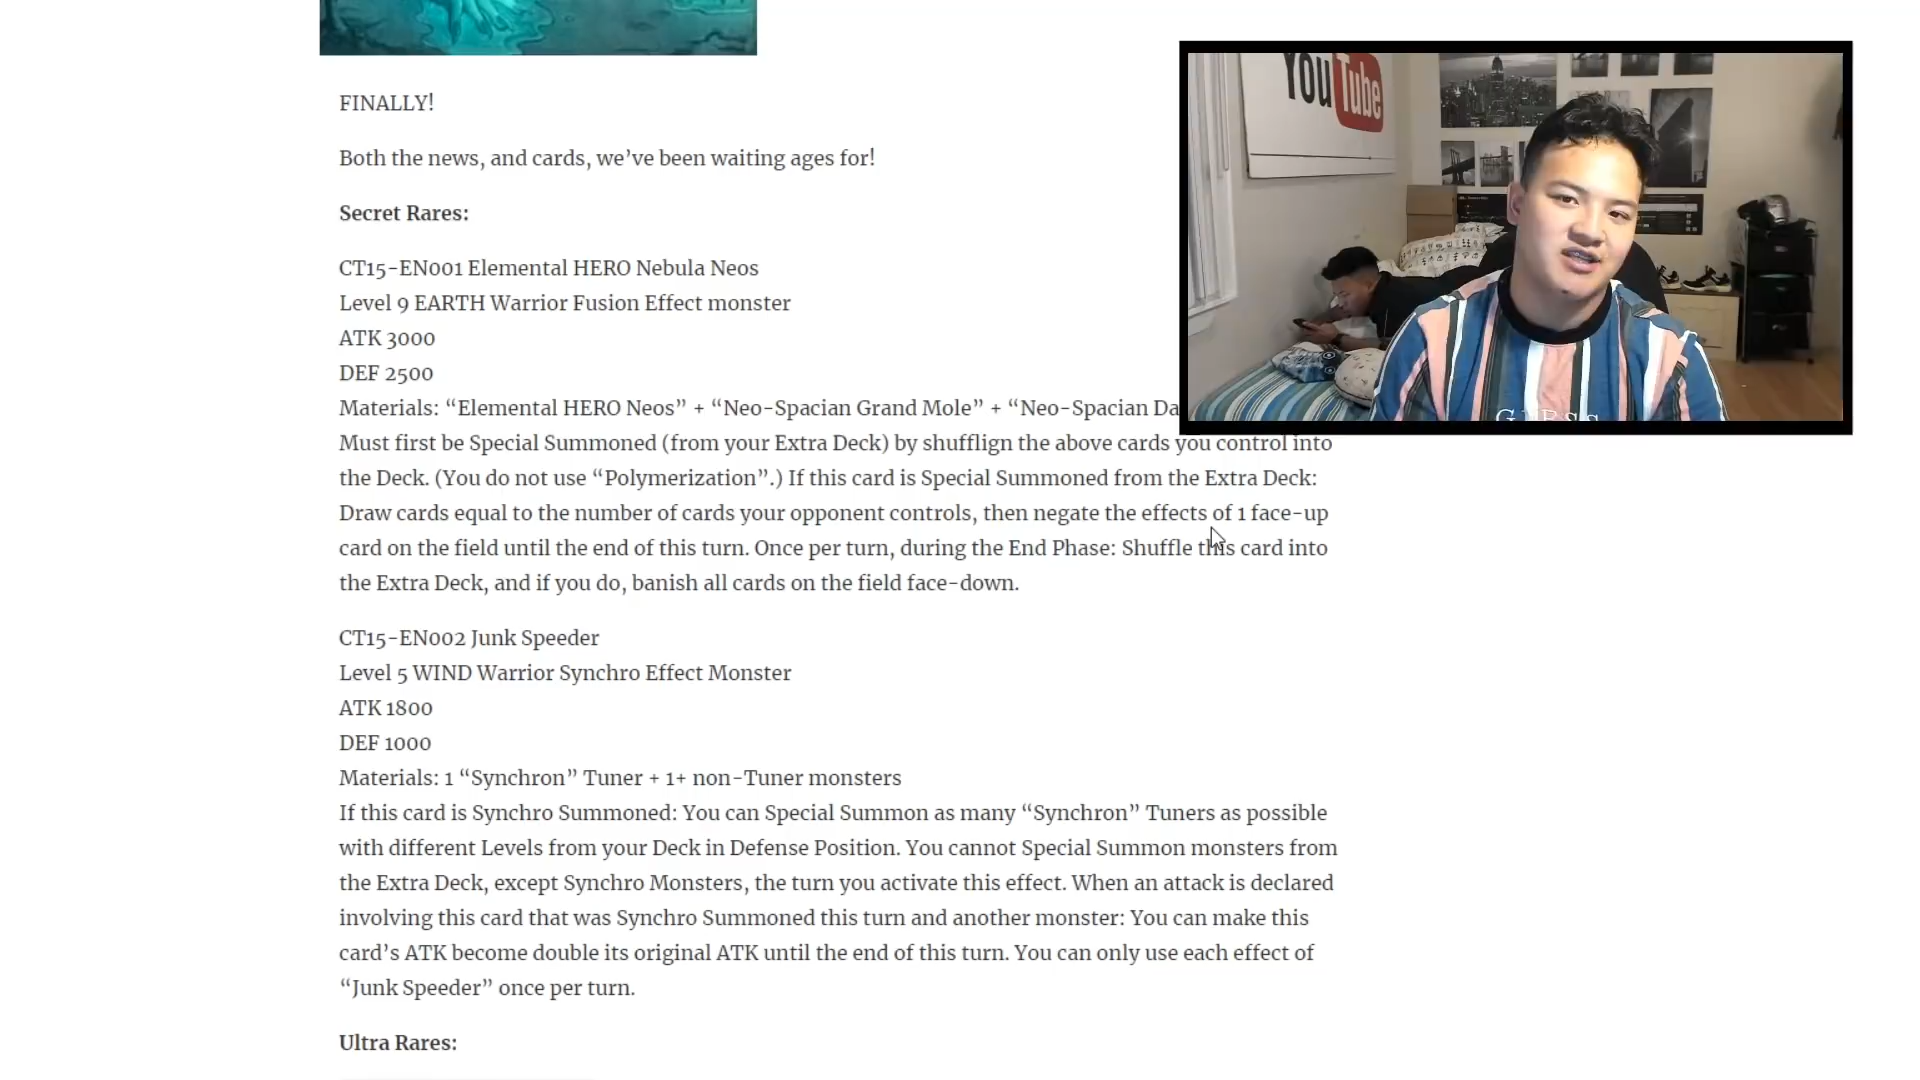 FINALLY!
Both the news, and cards, we’ve been waiting ages for!
Secret Rares:
CT15-EN001 Elemental HERO Nebula Neos
Level 9 EARTH Warrior Fusion Effect monster
ATK 3000
DEF 2500
Materials: “Elemental HERO Neos” + “Neo-Spacian Grand Mole” + “Neo-Spacian Da
Must first be Special Summoned (from your Extra Deck) by shufflign the above cards you control into
the Deck. (You do not use “Polymerization”.) If this card is Special Summoned from the Extra Deck:
Draw cards equal to the number of cards your opponent controls, then negate the effects of 1 face-up
card on the field until the end of this turn. Once per turn, during the End Phase: Shuffle this card into
the Extra Deck, and if you do, banish all cards on the field face-down.
CT15-EN002 Junk Speeder
Level 5 WIND Warrior Synchro Effect Monster
ATK 1800
DEF 1000
Materials: 1 “Synchron” Tuner + 1+ non-Tuner monsters
If this card is Synchro Summoned: You can Special Summon as many “Synchron” Tuners as possible
with different Levels from your Deck in Defense Position. You cannot Special Summon monsters from
the Extra Deck, except Synchro Monsters, the turn you activate this effect. When an attack is declared
involving this card that was Synchro Summoned this turn and another monster: You can make this
card’s ATK become double its original ATK until the end of this turn. You can only use each effect of
“Junk Speeder” once per turn.
Ultra Rares:
YouTube
GUESS